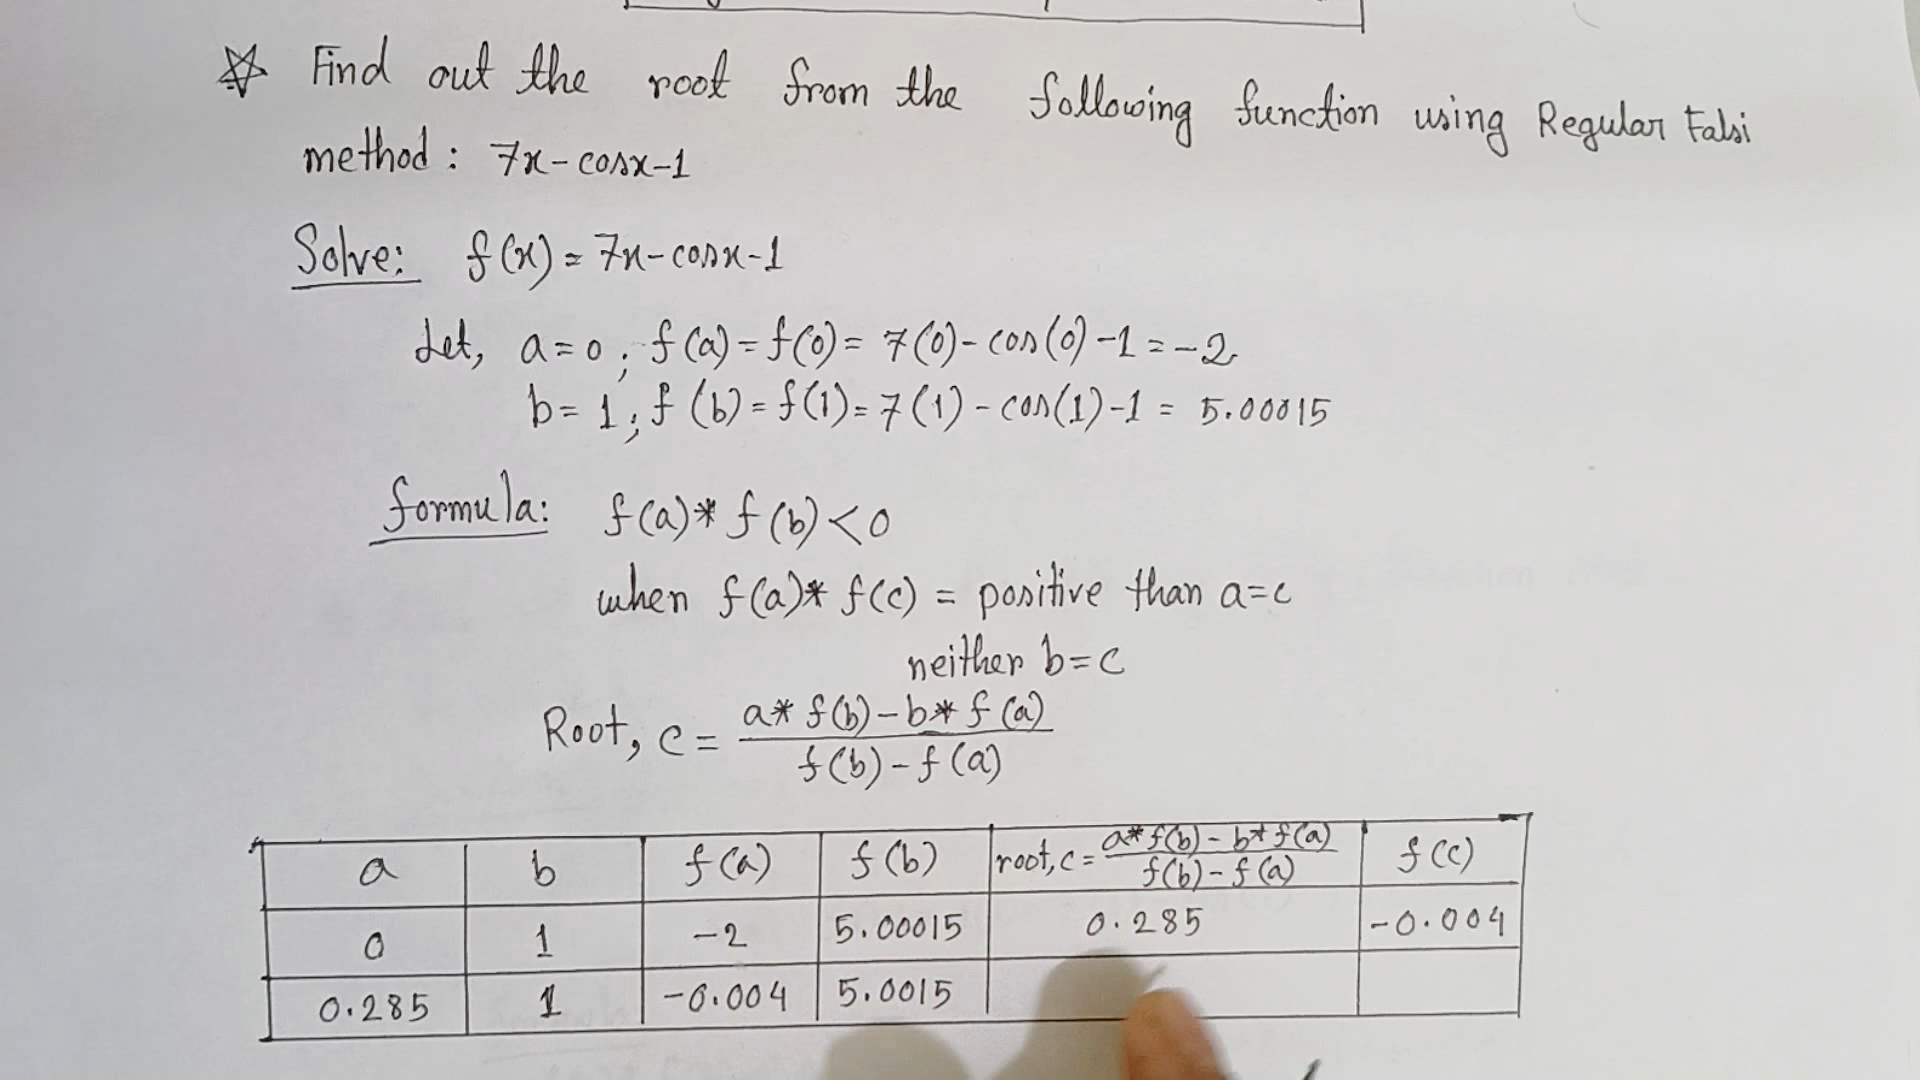 ☆ Find out the root from the following function using Regular Falsi
method: 7x-cosx-1
Solve: f(x) = 7x-cosx-1
Let, a=0; f(a)=f(0)= 7(0)-cos(0)-1=-2
b=1; f(b)=f(1)=7(1)-cos(1)-1= 5.00015
formula: f(a)* f(b)<0
when f(a)* f(c) = positive than a=c
neither b=c
Root, c= a* f(b)-b* f(a) / f(b)-f(a)
a b f(a) f(b) root, c= a* f(b)-b* f(a) / f(b)-f(a) f(c)
0 1 -2 5.00015 0.285 -0.004
0.285 1 -0.004 5.0015